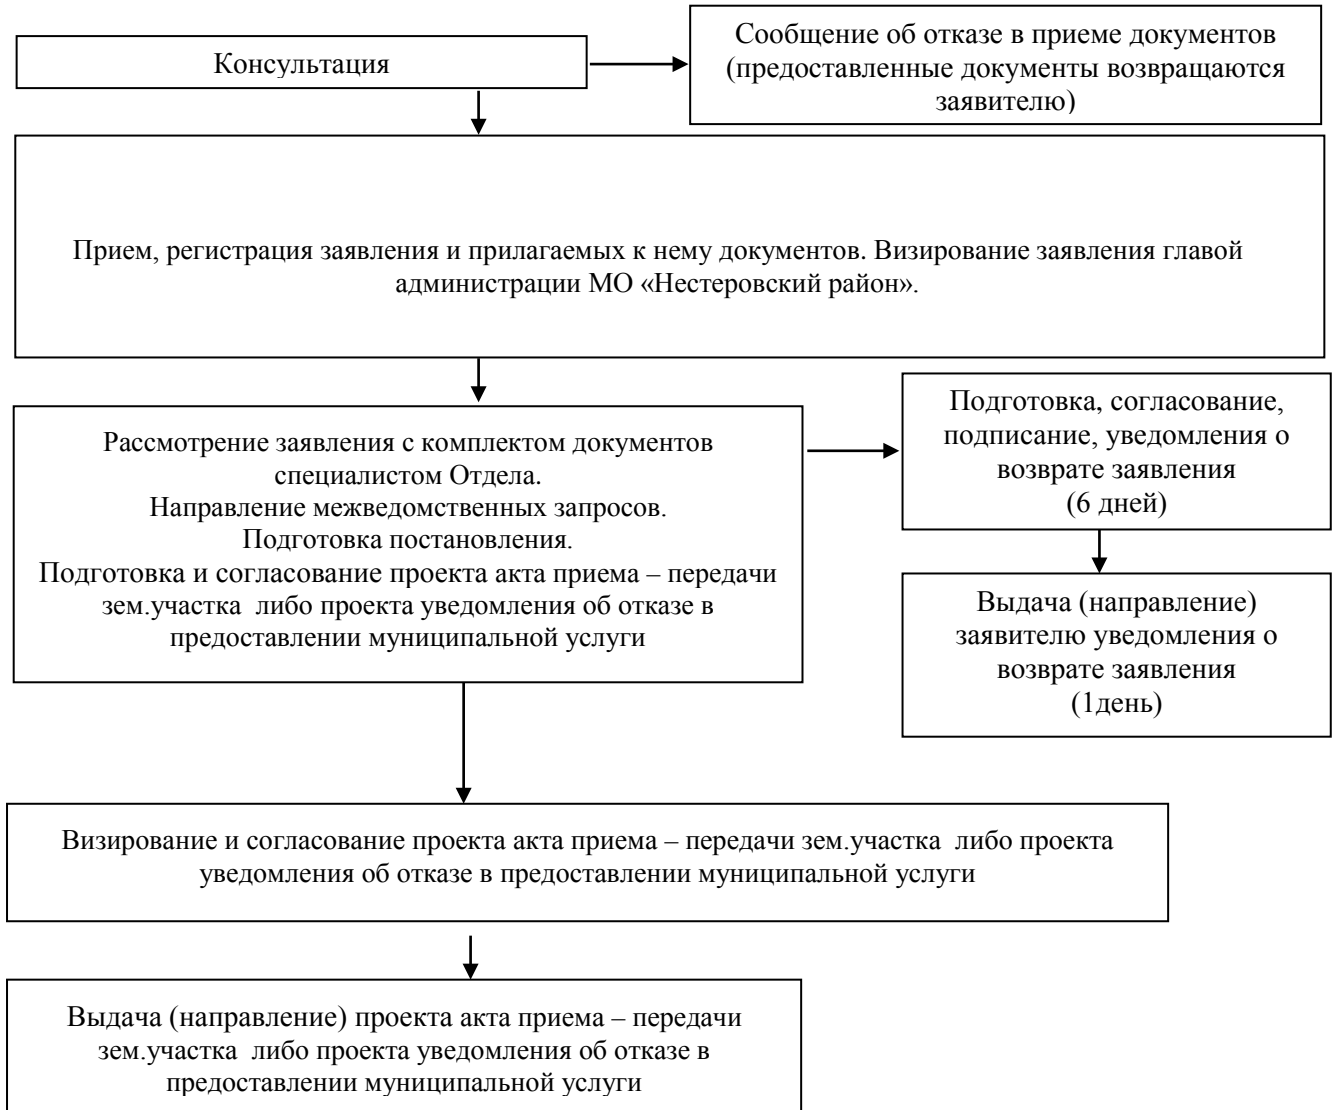 Консультация
Сообщение об отказе в приеме документов
(предоставленные документы возвращаются
заявителю)
Прием, регистрация заявления и прилагаемых к нему документов. Визирование заявления главой
администрации МО «Нестеровский район».
Рассмотрение заявления с комплектом документов
специалистом Отдела.
Направление межведомственных запросов.
Подготовка постановления.
Подготовка и согласование проекта акта приема – передачи
зем.участка либо проекта уведомления об отказе в
предоставлении муниципальной услуги
Подготовка, согласование,
подписание, уведомления о
возврате заявления
(6 дней)
Выдача (направление)
заявителю уведомления о
возврате заявления
(1день)
Визирование и согласование проекта акта приема – передачи зем.участка либо проекта
уведомления об отказе в предоставлении муниципальной услуги
Выдача (направление) проекта акта приема – передачи
зем.участка либо проекта уведомления об отказе в
предоставлении муниципальной услуги